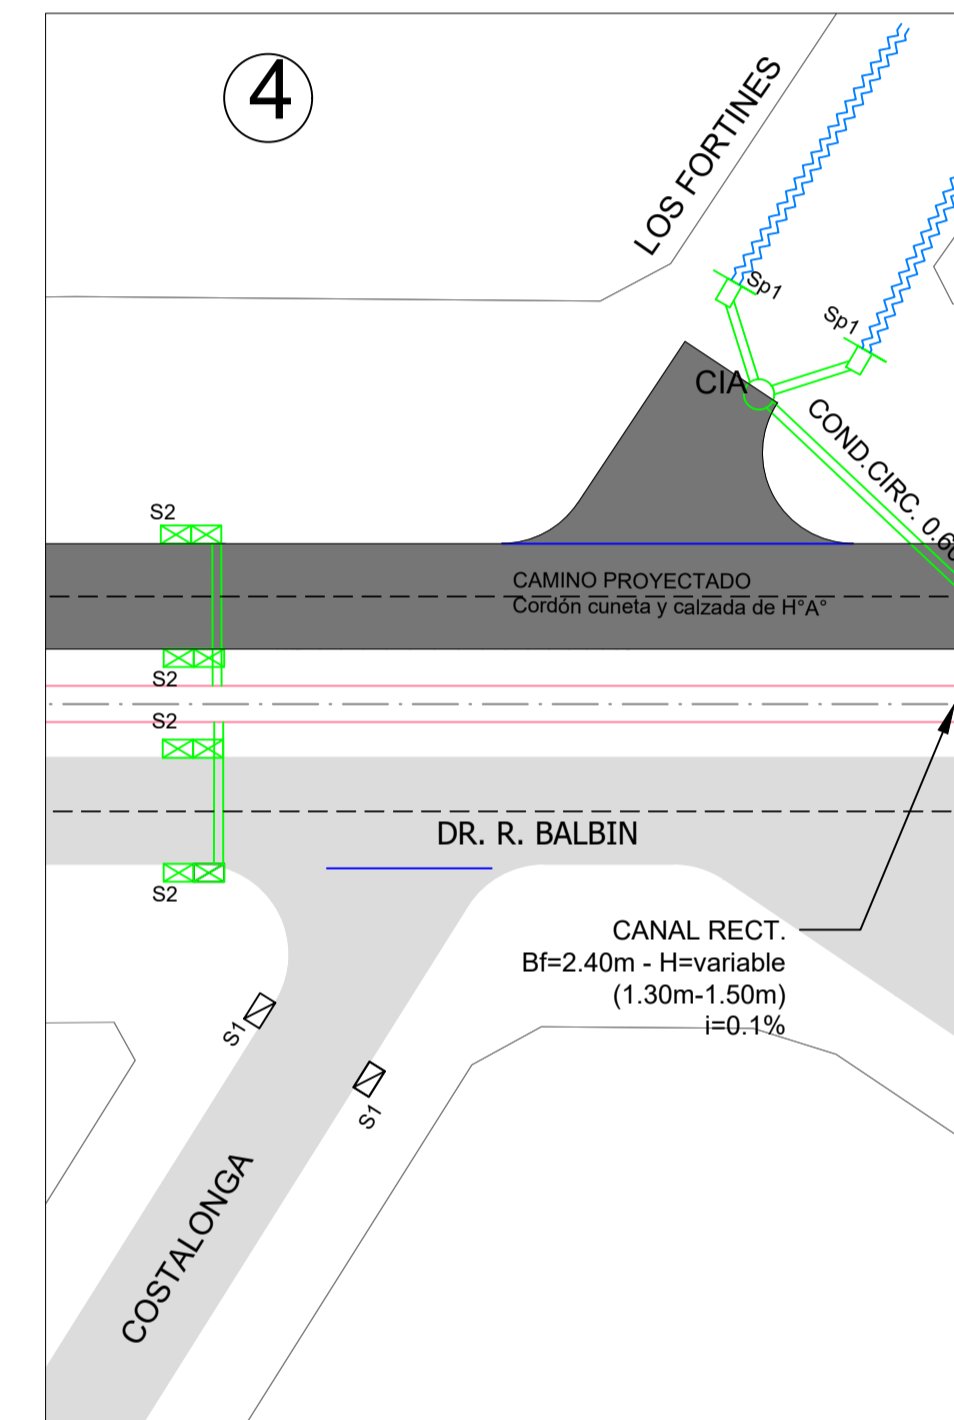 4
LOS FORTINES
Sp1
Sp1
CIA
COND.CIRC. 0.60
S2
CAMINO PROYECTADO
Cordón cuneta y calzada de H°A°
S2
S2
DR. R. BALBIN
S2
CANAL RECT.
Bf=2.40m - H=variable
(1.30m-1.50m)
i=0.1%
S1
S1
COSTALONGA